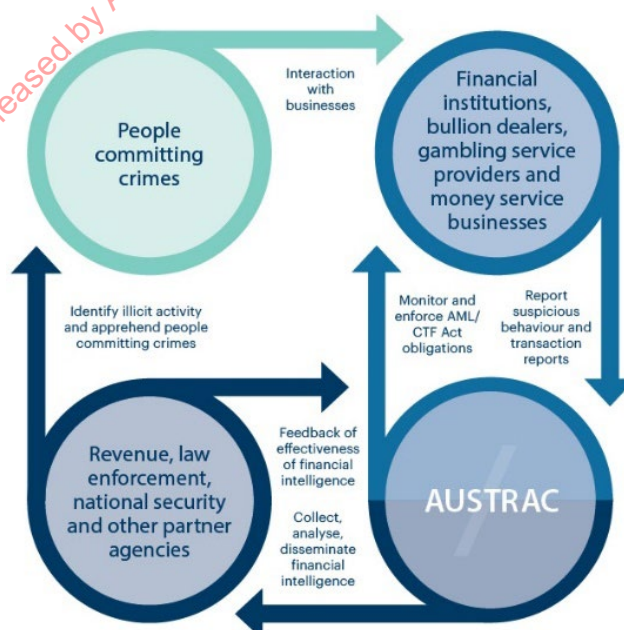 eased by
Interaction
with
businesses
People
committing
crimes
Financial
institutions,
bullion dealers,
gambling service
providers and
money service
businesses
Identify illicit activity
and apprehend people
committing crimes
Monitor and
enforce AML/
CTF Act
obligations
Report
suspicious
behaviour and
transaction
reports
Revenue, law
enforcement,
national security
and other partner
agencies
Feedback of
effectiveness
of financial
intelligence
Collect,
analyse,
disseminate
financial
intelligence
AUSTRAC